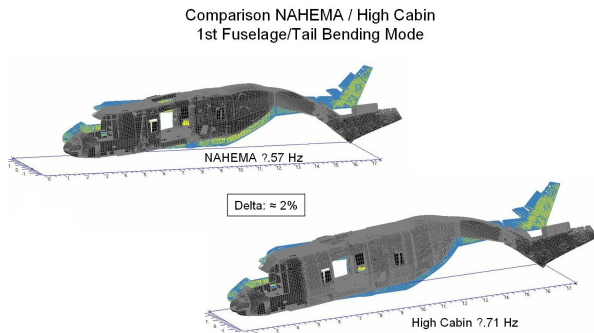 Comparison NAHEMA / High Cabin
1st Fuselage/Tail Bending Mode
NAHEMA ?.57 Hz
Delta: ≈ 2%
High Cabin ?.71 Hz